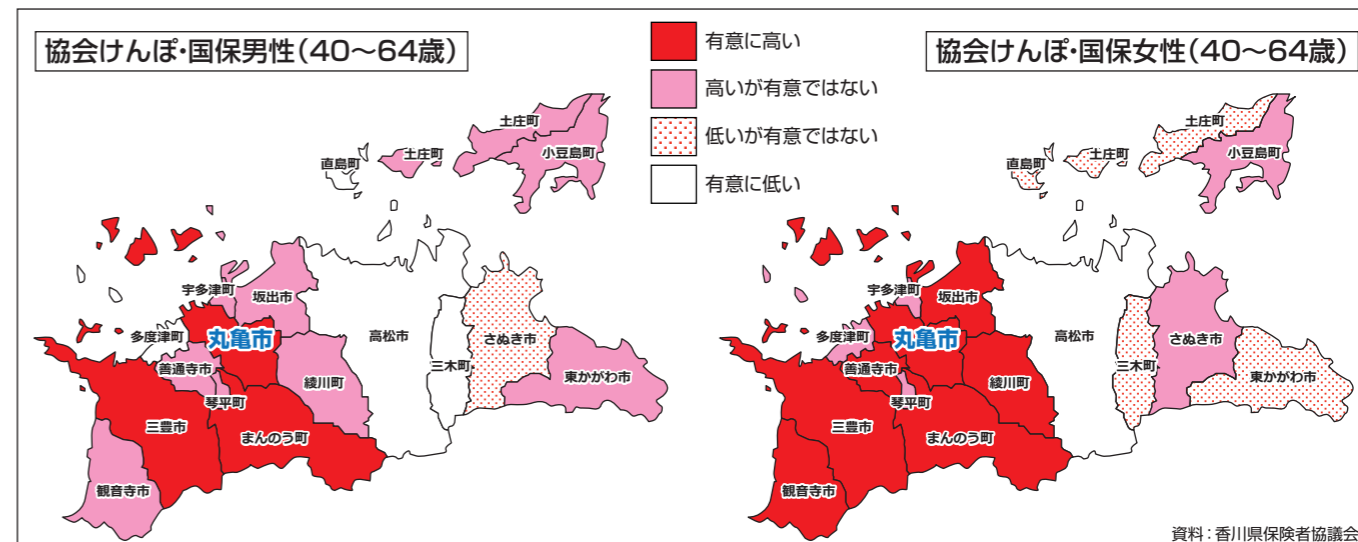 協会けんぽ・国保男性(40〜64歳)
有意に高い
高いが有意ではない
低いが有意ではない
有意に低い
協会けんぽ・国保女性(40〜64歳)
土庄町
土庄町
直島町
小豆島町
宇多津町
坂出市
多度津町
丸亀市
高松市
さぬき市
善通寺市
三木町
綾川町
東かがわ市
琴平町
三豊市
まんのう町
観音寺市
土庄町
土庄町
直島町
小豆島町
宇多津町
坂出市
多度津町
丸亀市
高松市
さぬき市
善通寺市
三木町
綾川町
東かがわ市
琴平町
三豊市
まんのう町
観音寺市
資料:香川県保険者協議会